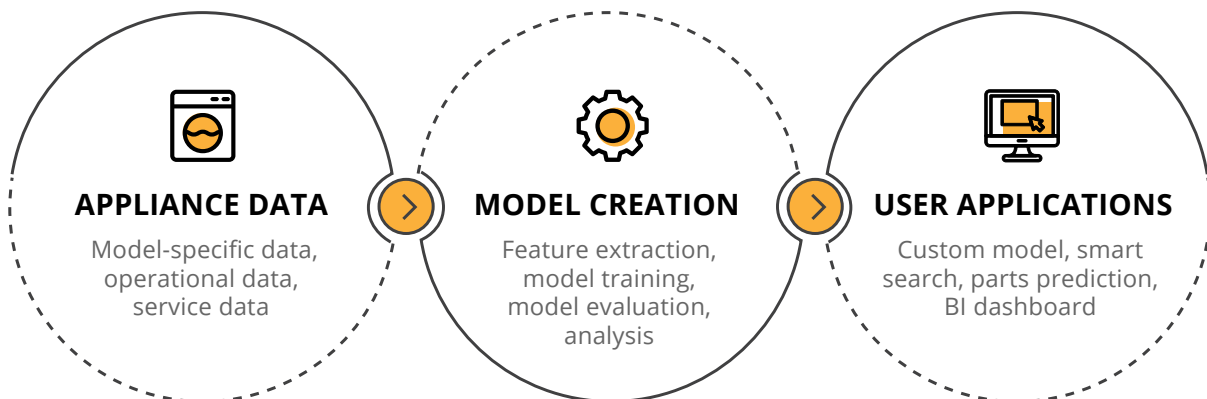 APPLIANCE DATA
Model-specific data,
operational data,
service data
MODEL CREATION
Feature extraction,
model training,
model evaluation,
analysis
USER APPLICATIONS
Custom model, smart
search, parts prediction,
BI dashboard